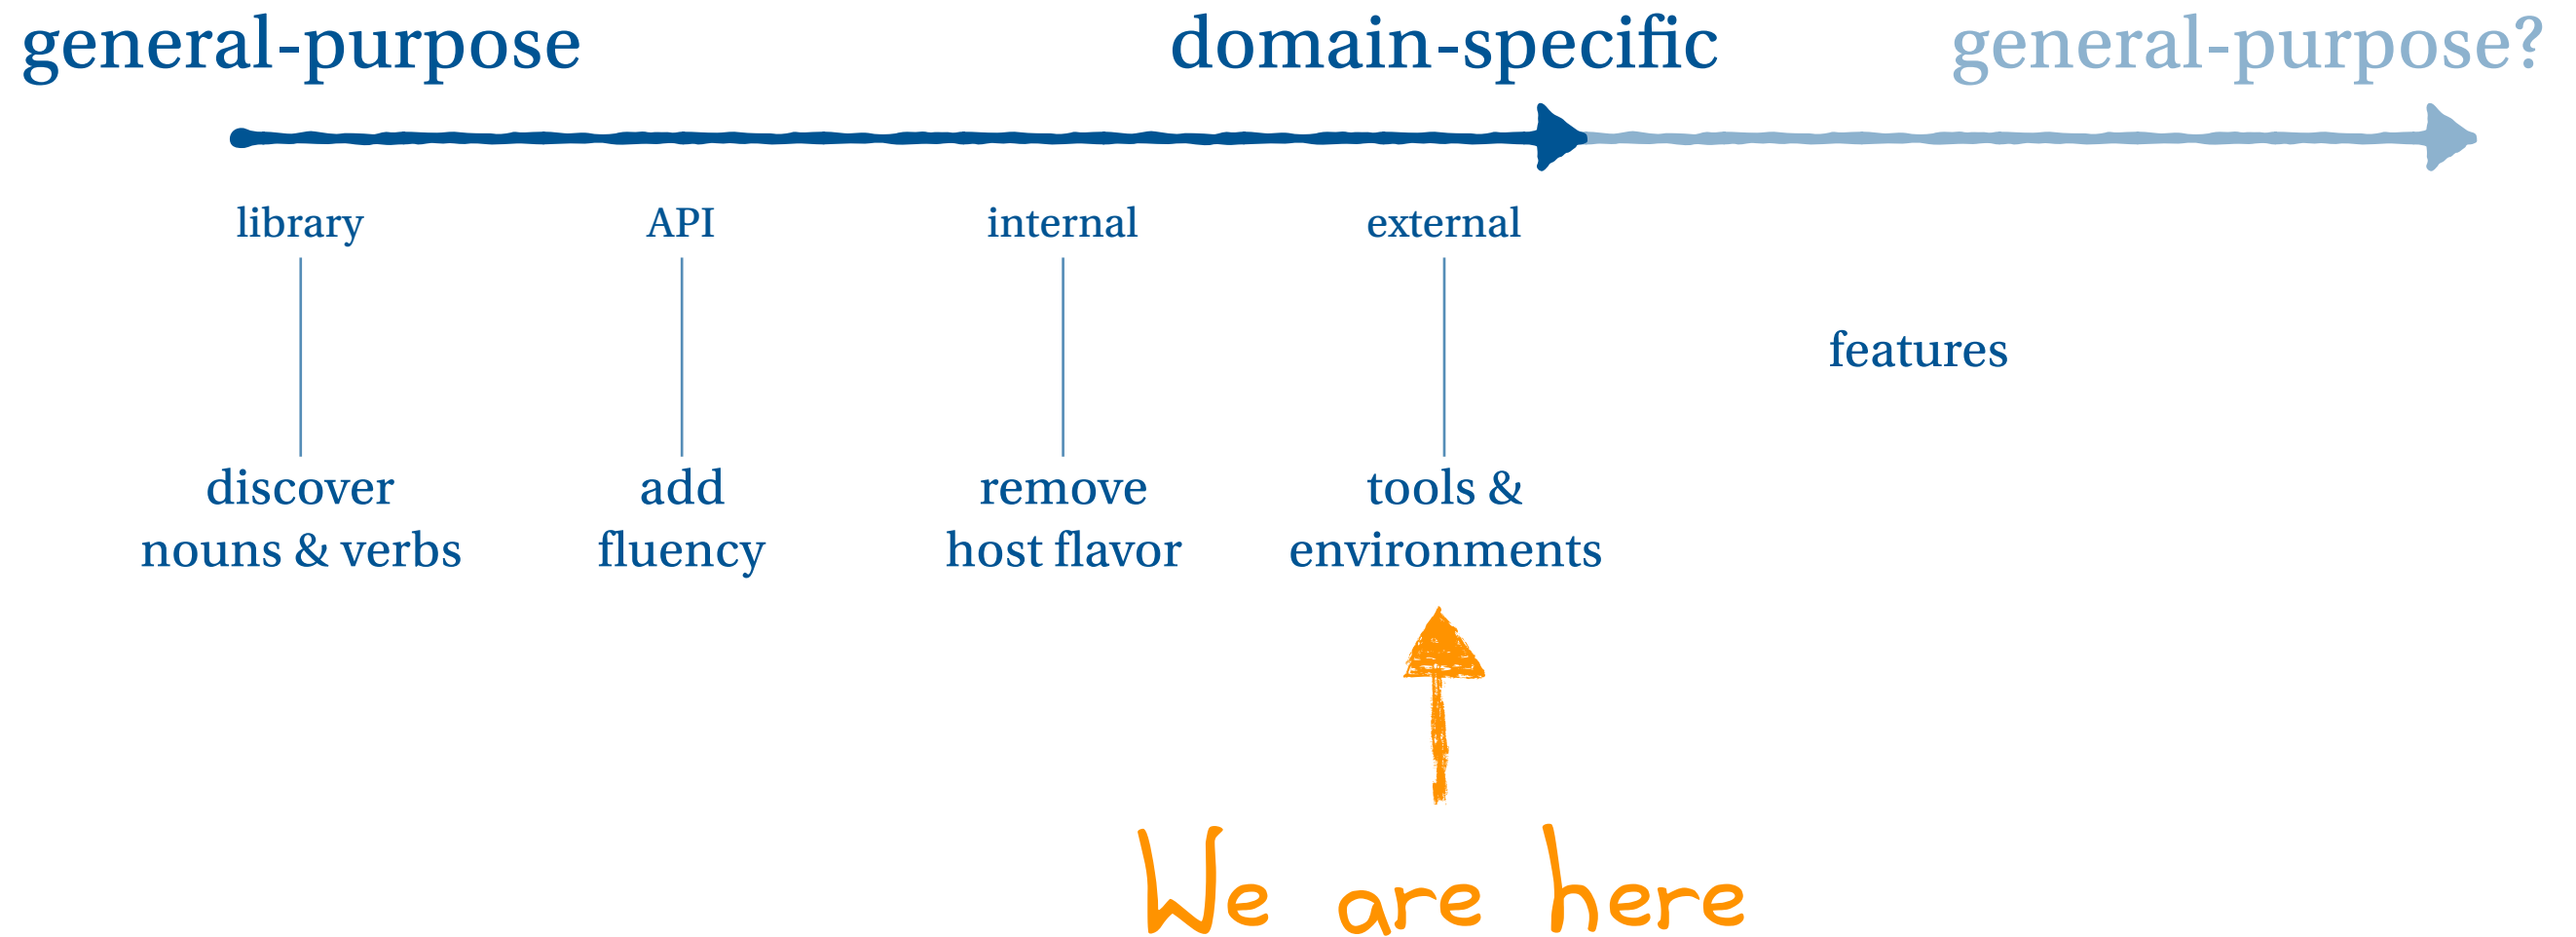 general-purpose domain-specific general-purpose?
library API internal external
features
discover add remove tools &
nouns & verbs fluency host flavor environments
We are here